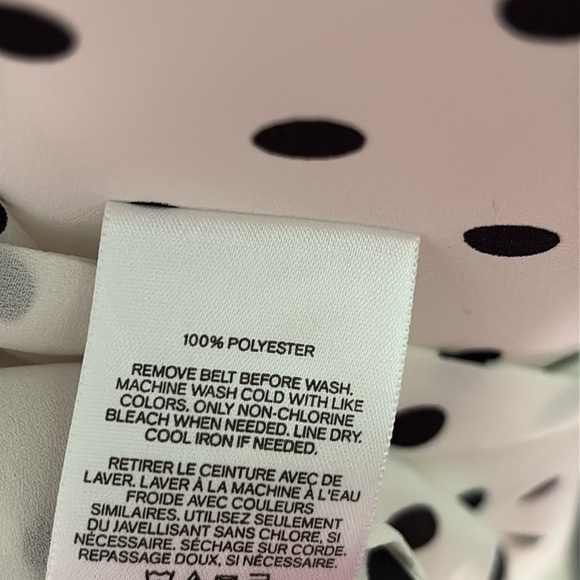 100% POLYESTER
REMOVE BELT BEFORE WASH.
MACHINE WASH COLD WITH LIKE
COLORS. ONLY NON-CHLORINE
BLEACH WHEN NEEDED. LINE DRY.
COOL IRON IF NEEDED.
RETIRER LE CEINTURE AVEC DE
LAVER. LAVER À LA MACHINE À L'EAU
FROIDE AVEC COULEURS
SIMILAIRES. UTILISEZ SEULEMENT
DU JAVELLISANT SANS CHLORE, SI
NÉCESSAIRE. SÉCHAGE SUR CORDE.
REPASSAGE DOUX, SI NÉCESSAIRE.